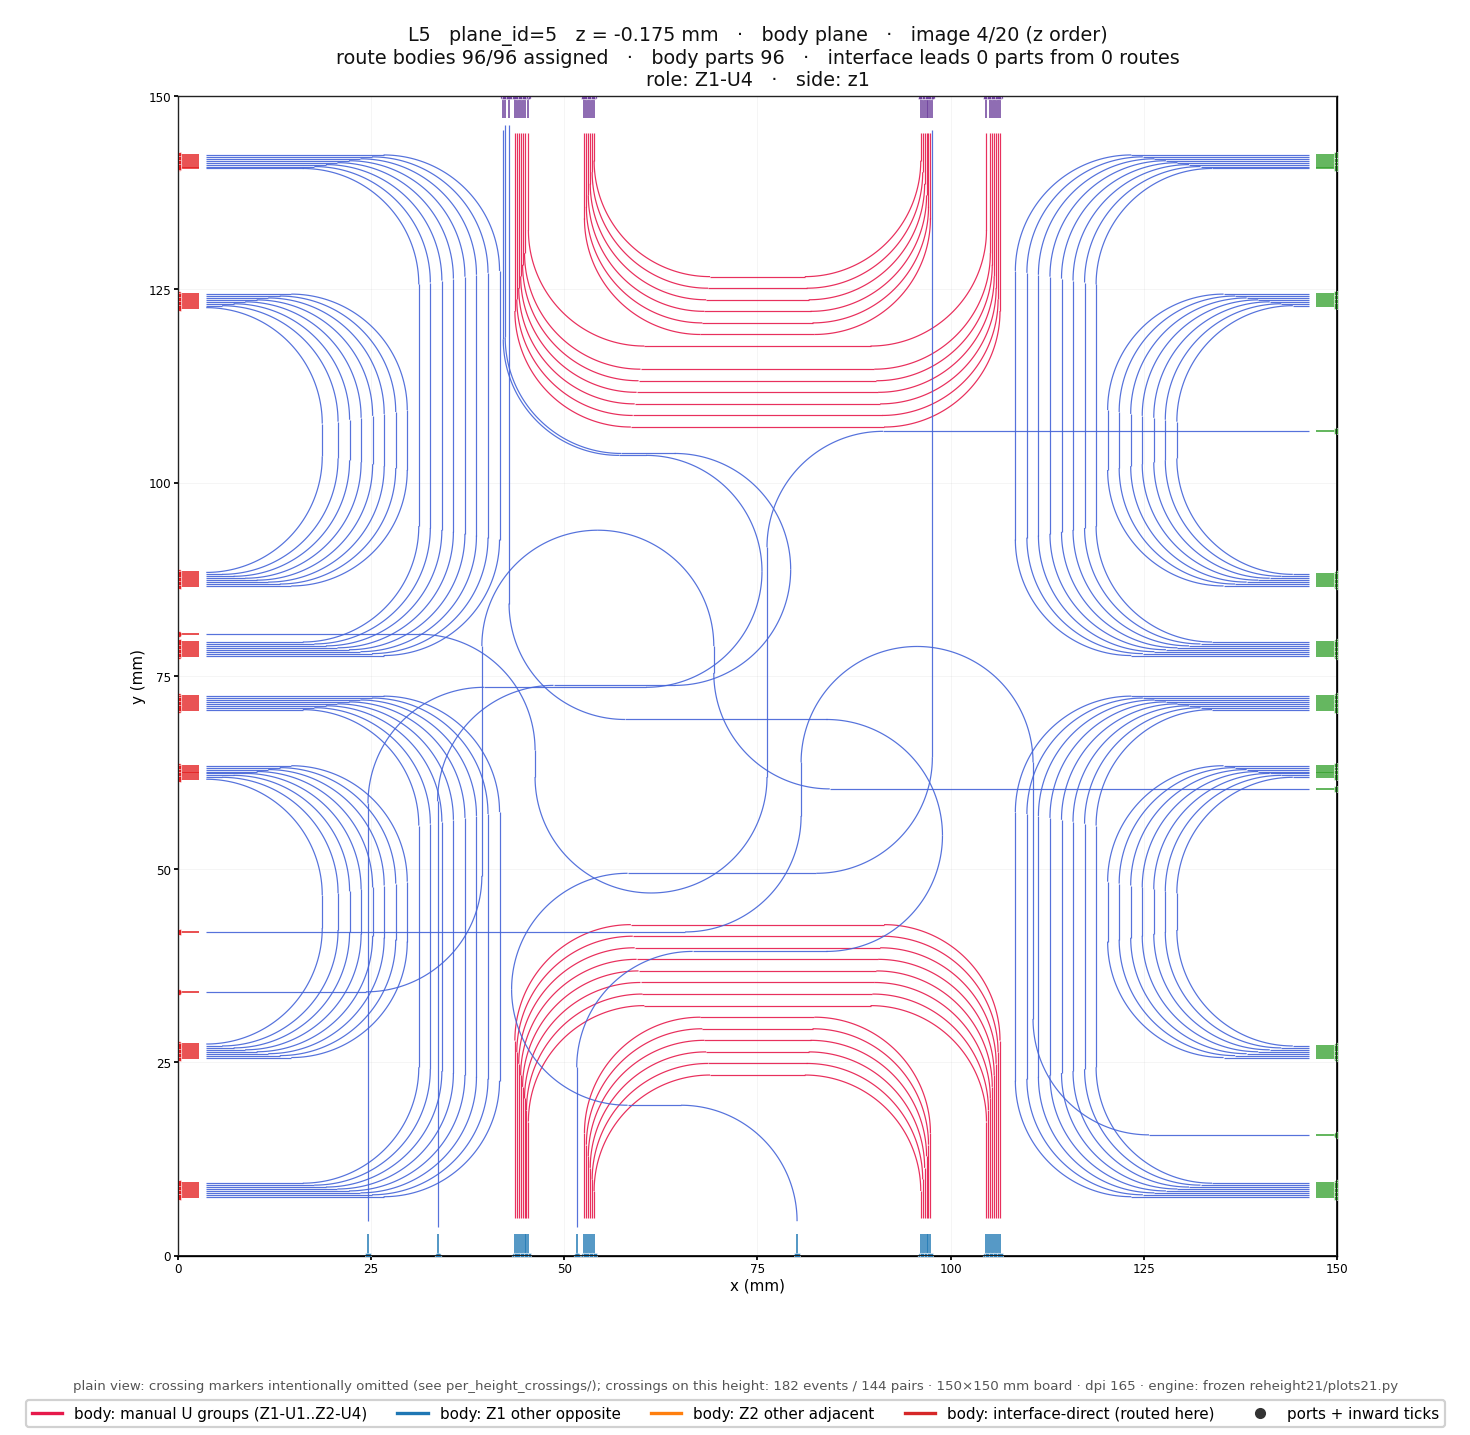 L5   plane_id=5   z = -0.175 mm   ·   body plane   ·   image 4/20 (z order)
route bodies 96/96 assigned   ·   body parts 96   ·   interface leads 0 parts from 0 routes
role: Z1-U4   ·   side: z1
150
125
100
75
50
25
0
y (mm)
0 25 50 75 100 125 150
x (mm)
plain view: crossing markers intentionally omitted (see per_height_crossings/); crossings on this height: 182 events / 144 pairs · 150×150 mm board · dpi 165 · engine: frozen reheight21/plots21.py
body: manual U groups (Z1-U1..Z2-U4) body: Z1 other opposite body: Z2 other adjacent body: interface-direct (routed here) ports + inward ticks